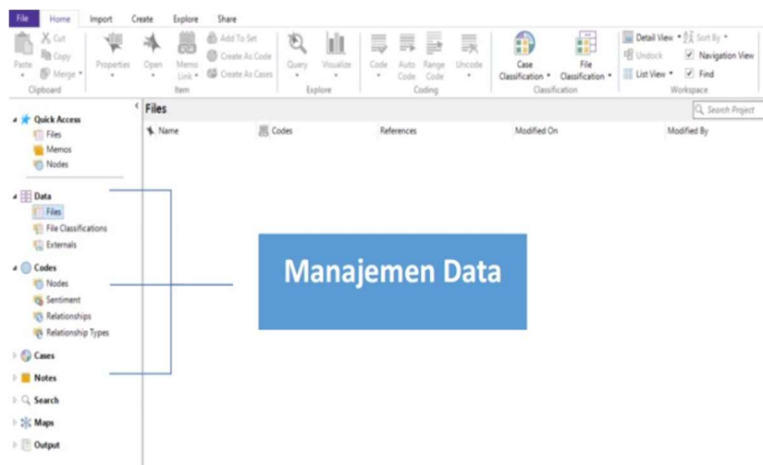 File Home Import Create Explore Share
Paste
Cut
Copy
Merge
Clipboard
Properties
Open
Memo Link
Add To Set
Create As Code
Create As Cases
Item
Query
Visualize
Explore
Code
Auto Code
Range Code
Uncode
Coding
Case Classification
File Classification
Classification
Detail View
Sort By
Undock
Navigation View
List View
Find
Workspace
Quick Access
Files
Memos
Nodes
Data
Files
File Classifications
Externals
Codes
Nodes
Sentiment
Relationships
Relationship Types
Cases
Notes
Search
Maps
Output
Files
Search Project
Name Codes References Modified On Modified By
Manajemen Data